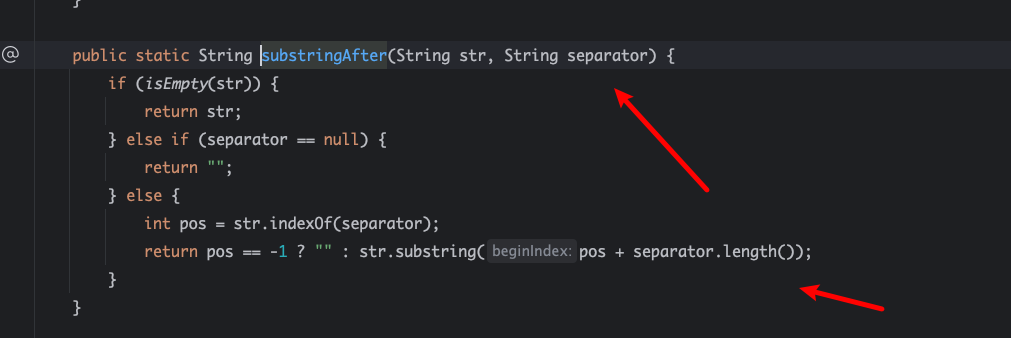 }
@ public static String substringAfter(String str, String separator) {
if (isEmpty(str)) {
return str;
} else if (separator == null) {
return "";
} else {
int pos = str.indexOf(separator);
return pos == -1 ? "" : str.substring( beginIndex: pos + separator.length());
}
}